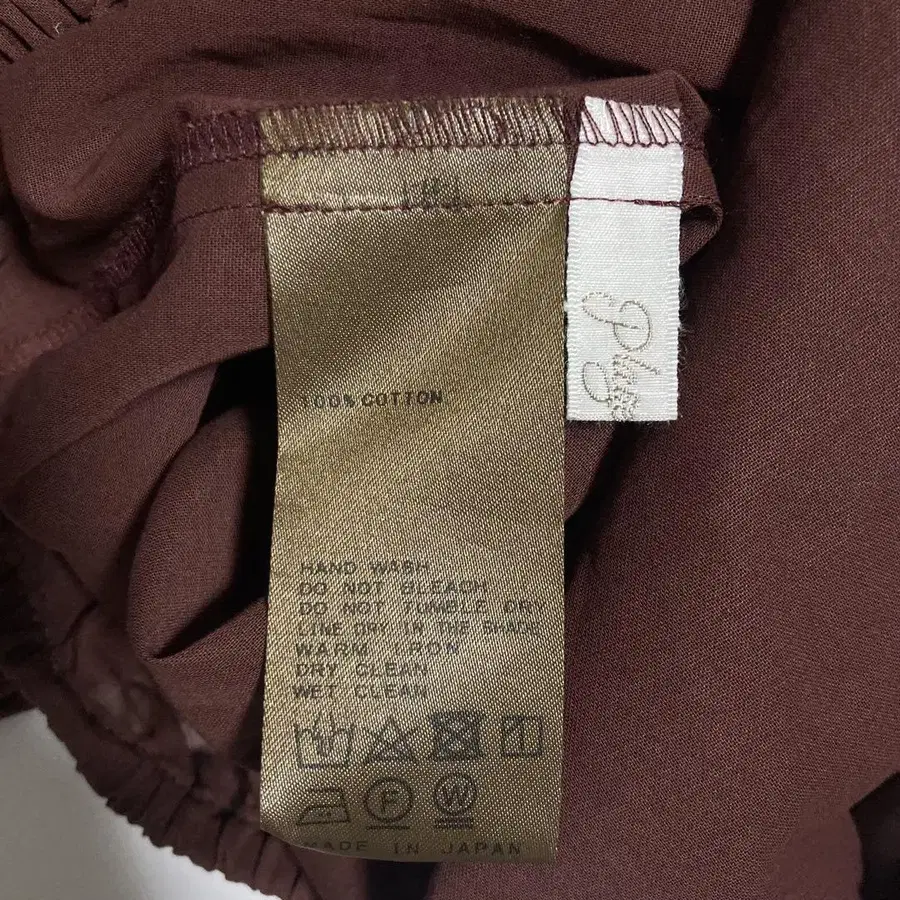 00% COTTON
HAND WASH
DO NOT BLEACH
DO NOT TUMBLE DRY
LINE DRY IN THE SHADE
WARM IRON
DRY CLEAN
WET CLEAN
F
W
MADE IN JAPAN